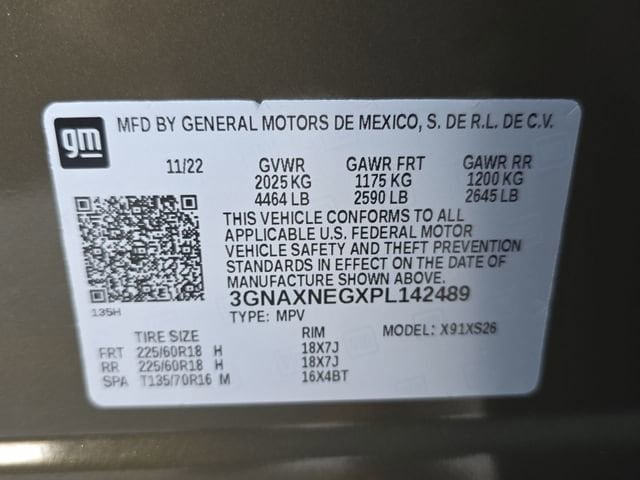 gm MFD BY GENERAL MOTORS DE MEXICO, S. DE R.L. DE C.V.
11/22 GVWR GAWR FRT GAWR RR
2025 KG 1175 KG 1200 KG
4464 LB 2590 LB 2645 LB
THIS VEHICLE CONFORMS TO ALL
APPLICABLE U.S. FEDERAL MOTOR
VEHICLE SAFETY AND THEFT PREVENTION
STANDARDS IN EFFECT ON THE DATE OF
MANUFACTURE SHOWN ABOVE.
3GNAXNEGXPL142489
135H
TYPE: MPV MODEL: X91XS26
TIRE SIZE RIM
FRT 225/60R18 H 18X7J
RR 225/60R18 H 18X7J
SPA T135/70R16 M 16X4BT